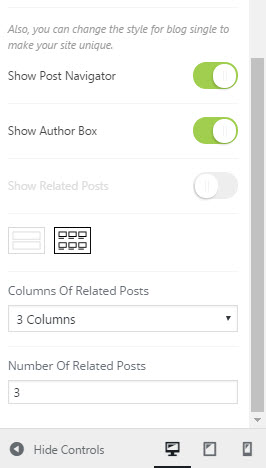 Also, you can change the style for blog single to
make your site unique.
Show Post Navigator
Show Author Box
Show Related Posts
Columns Of Related Posts
3 Columns
Number Of Related Posts
3
Hide Controls